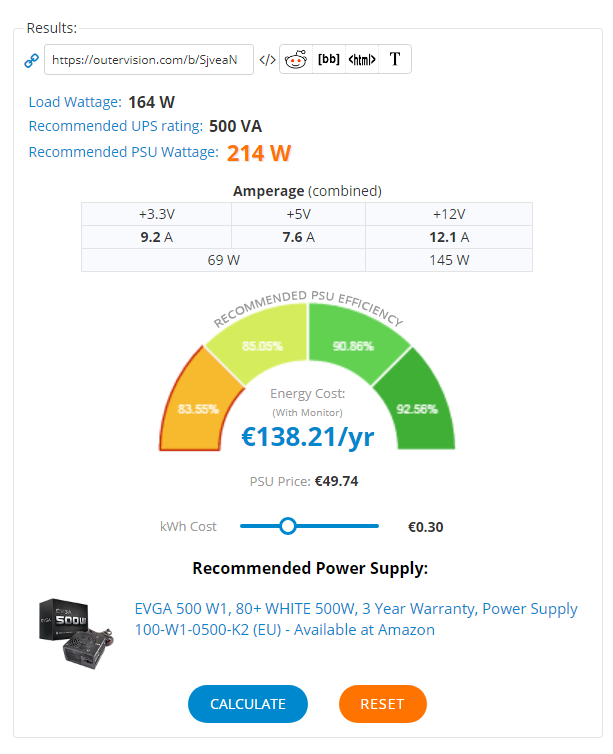 Results:
https://outervision.com/b/SjveaN </> [bb] <html> T
Load Wattage: 164 W
Recommended UPS rating: 500 VA
Recommended PSU Wattage: 214 W
Amperage (combined)
+3.3V +5V +12V
9.2 A 7.6 A 12.1 A
69 W 145 W
RECOMMENDED PSU EFFICIENCY
85.05% 90.86%
83.55% 92.56%
Energy Cost:
(With Monitor)
€138.21/yr
PSU Price: €49.74
kWh Cost €0.30
Recommended Power Supply:
EVGA
500W
EVGA 500 W1, 80+ WHITE 500W, 3 Year Warranty, Power Supply
100-W1-0500-K2 (EU) - Available at Amazon
CALCULATE RESET